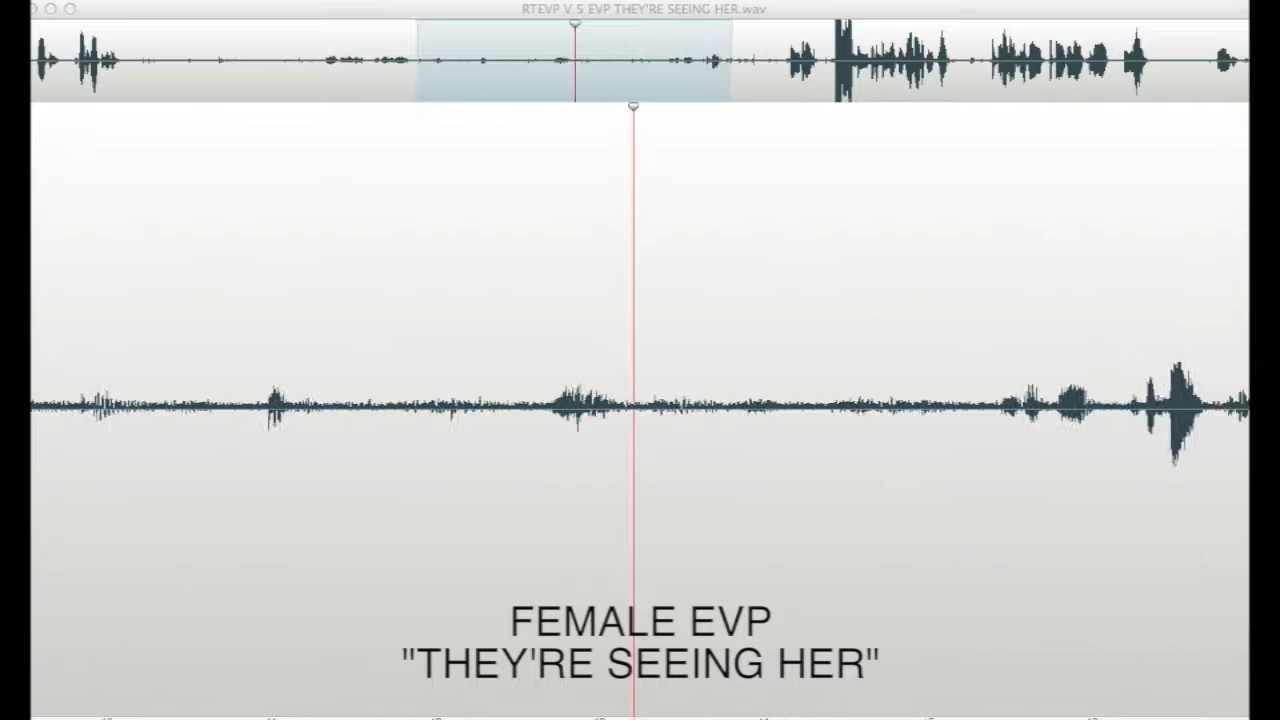 RTEVP V 5 EVP THEY'RE SEEING HER.wav
FEMALE EVP
"THEY'RE SEEING HER"